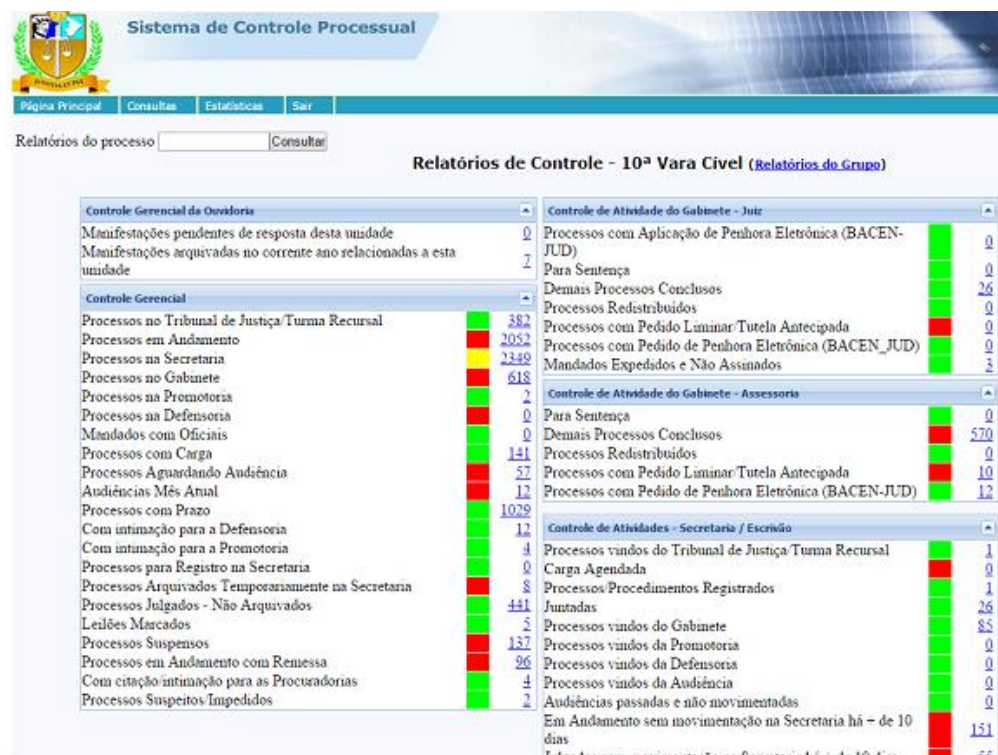 Sistema de Controle Processual
Página Principal
Consultas
Estatísticas
Sair
Relatórios do processo
Consultar
Relatórios de Controle - 10ª Vara Cível (Relatórios do Grupo)
Controle Gerencial da Ouvidoria
Manifestações pendentes de resposta desta unidade 0
Manifestações arquivadas no corrente ano relacionadas a esta
unidade 7
Controle Gerencial
Processos no Tribunal de Justiça/Turma Recursal 382
Processos em Andamento 2052
Processos na Secretaria 2349
Processos no Gabinete 618
Processos na Promotoria 2
Processos na Defensoria 0
Mandados com Oficiais 0
Processos com Carga 141
Processos Aguardando Audiência 57
Audiências Mês Atual 12
Processos com Prazo 1029
Com intimação para a Defensoria 12
Com intimação para a Promotoria 4
Processos para Registro na Secretaria 0
Processos Arquivados Temporariamente na Secretaria 8
Processos Julgados - Não Arquivados 441
Leilões Marcados 5
Processos Suspensos 137
Processos em Andamento com Remessa 96
Com citação/intimação para as Procuradorias 4
Processos Suspeitos/Impedidos 2
Controle de Atividade do Gabinete - Juiz
Processos com Aplicação de Penhora Eletrônica (BACEN-
JUD) 0
Para Sentença 0
Demais Processos Conclusos 26
Processos Redistribuídos 0
Processos com Pedido Liminar/Tutela Antecipada 0
Processos com Pedido de Penhora Eletrônica (BACEN_JUD) 0
Mandados Expedidos e Não Assinados 3
Controle de Atividade do Gabinete - Assessoria
Para Sentença 0
Demais Processos Conclusos 570
Processos Redistribuídos 0
Processos com Pedido Liminar/Tutela Antecipada 10
Processos com Pedido de Penhora Eletrônica (BACEN-JUD) 12
Controle de Atividades - Secretaria / Escrivão
Processos vindos do Tribunal de Justiça/Turma Recursal 1
Carga Agendada 0
Processos/Procedimentos Registrados 1
Juntadas 26
Processos vindos do Gabinete 85
Processos vindos da Promotoria 0
Processos vindos da Defensoria 0
Processos vindos da Audiência 0
Audiências passadas e não movimentadas 0
Em Andamento sem movimentação na Secretaria há + de 10
dias 151